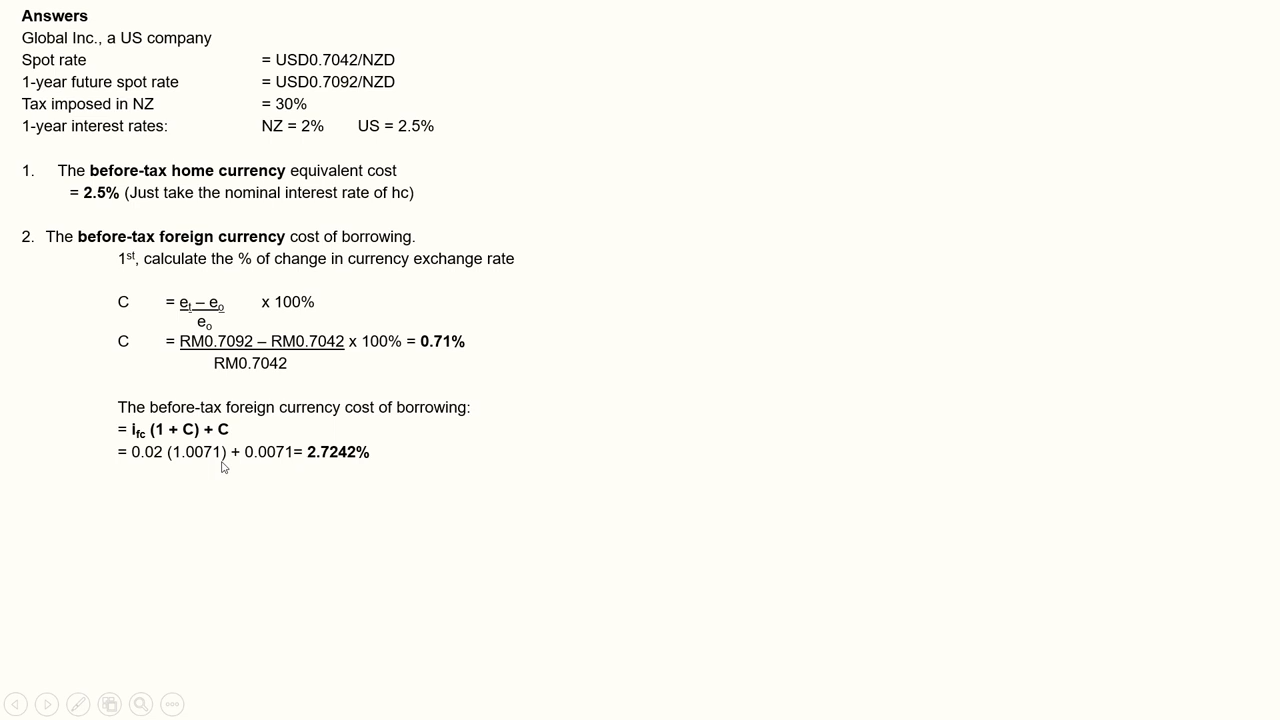 Answers
Global Inc., a US company
Spot rate = USD0.7042/NZD
1-year future spot rate = USD0.7092/NZD
Tax imposed in NZ = 30%
1-year interest rates: NZ = 2% US = 2.5%
1. The before-tax home currency equivalent cost
= 2.5% (Just take the nominal interest rate of hc)
2. The before-tax foreign currency cost of borrowing.
1st, calculate the % of change in currency exchange rate
C = et – eo x 100%
eo
C = RM0.7092 – RM0.7042 x 100% = 0.71%
RM0.7042
The before-tax foreign currency cost of borrowing:
= ifc (1 + C) + C
= 0.02 (1.0071) + 0.0071= 2.7242%